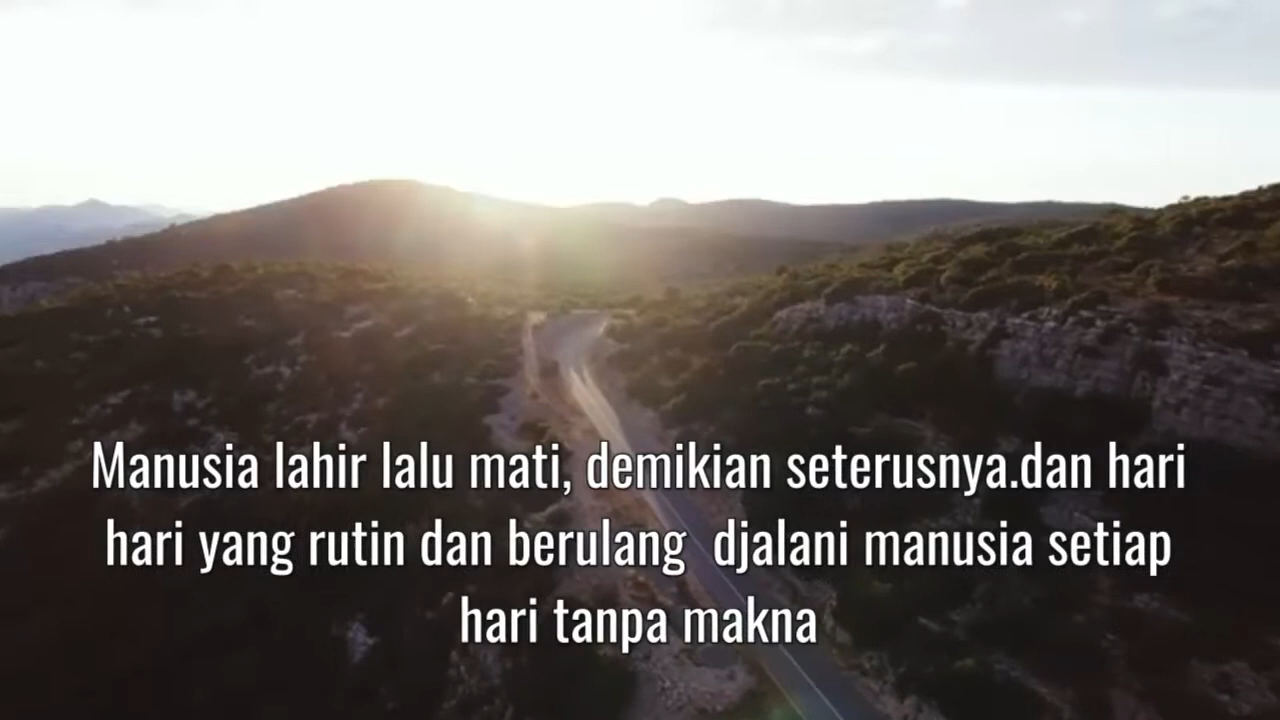 Manusia lahir lalu mati, demikian seterusnya.dan hari
hari yang rutin dan berulang  djalani manusia setiap
hari tanpa makna